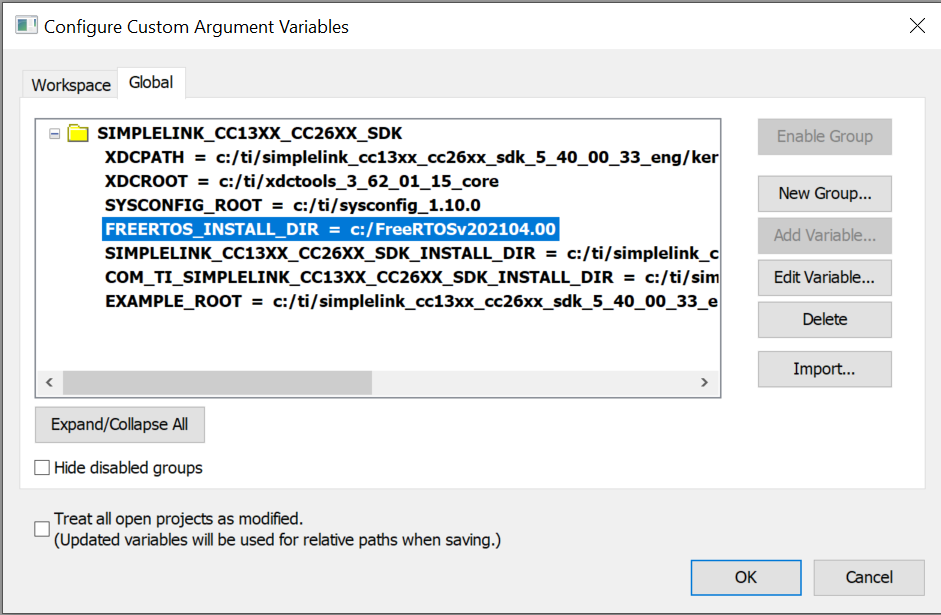 Configure Custom Argument Variables
Workspace
Global
SIMPLELINK_CC13XX_CC26XX_SDK
XDCPATH = c:/ti/simplelink_cc13xx_cc26xx_sdk_5_40_00_33_eng/ker
XDCROOT = c:/ti/xdctools_3_62_01_15_core
SYSCONFIG_ROOT = c:/ti/sysconfig_1.10.0
FREERTOS_INSTALL_DIR = c:/FreeRTOSv202104.00
SIMPLELINK_CC13XX_CC26XX_SDK_INSTALL_DIR = c:/ti/simplelink_c
COM_TI_SIMPLELINK_CC13XX_CC26XX_SDK_INSTALL_DIR = c:/ti/sim
EXAMPLE_ROOT = c:/ti/simplelink_cc13xx_cc26xx_sdk_5_40_00_33_e
Enable Group
New Group...
Add Variable...
Edit Variable...
Delete
Import...
Expand/Collapse All
Hide disabled groups
Treat all open projects as modified.
(Updated variables will be used for relative paths when saving.)
OK
Cancel